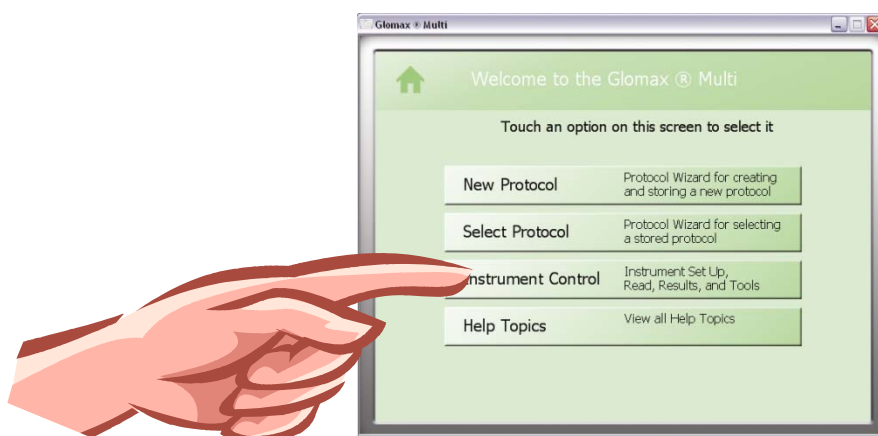 Glomax ® Multi
Welcome to the Glomax ® Multi
Touch an option on this screen to select it
New Protocol
Protocol Wizard for creating
and storing a new protocol
Select Protocol
Protocol Wizard for selecting
a stored protocol
Instrument Control
Instrument Set Up,
Read, Results, and Tools
Help Topics
View all Help Topics